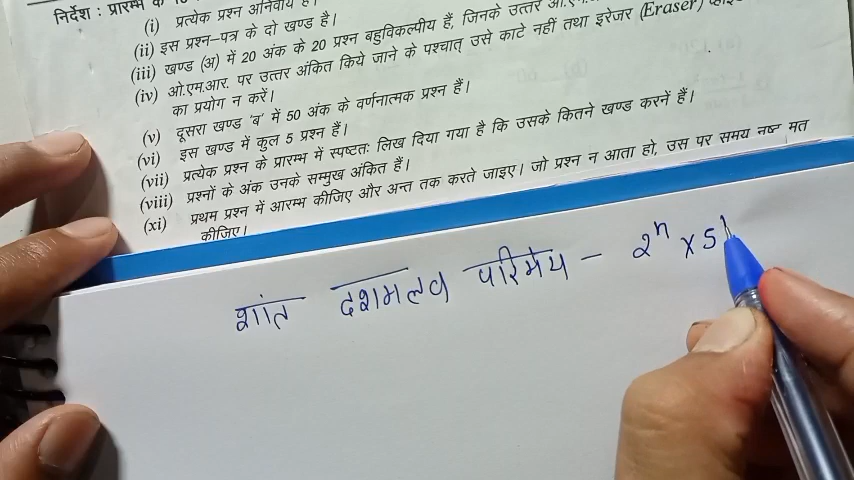 निर्देश : प्रारम्भ के
(i) प्रत्येक प्रश्न अनिवार्य है।
(ii) इस प्रश्न-पत्र के दो खण्ड है।
(iii) खण्ड (अ) में 20 अंक के 20 प्रश्न बहुविकल्पीय हैं, जिनके उत्तर
(iv) ओ.एम.आर. पर उत्तर अंकित किये जाने के पश्चात् उसे काटे नहीं तथा इरेजर (Eraser)
का प्रयोग न करें।
(v) दूसरा खण्ड 'ब' में 50 अंक के वर्णनात्मक प्रश्न हैं।
(vi) इस खण्ड में कुल 5 प्रश्न हैं।
(vii) प्रत्येक प्रश्न के प्रारम्भ में स्पष्टतः लिख दिया गया है कि उसके कितने खण्ड करनें हैं।
(viii) प्रश्नों के अंक उनके सम्मुख अंकित हैं।
(xi) प्रथम प्रश्न में आरम्भ कीजिए और अन्त तक करते जाइए। जो प्रश्न न आता हो, उस पर समय नष्ट मत
कीजिए।
शांत दशमलव परिमेय – 2ⁿ × 5